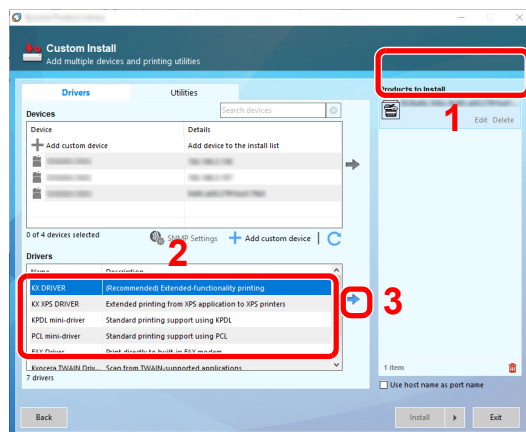 Custom Install
Add multiple devices and printing utilities
Drivers
Utilities
Products to Install
1
Edit Delete
Devices
Search devices
Device Details
Add custom device Add device to the install list
0 of 4 devices selected
SNMP Settings
Add custom device
2
Drivers
Name Description
KX DRIVER (Recommended) Extended-functionality printing
KX XPS DRIVER Extended printing from XPS application to XPS printers
KPDL mini-driver Standard printing support using KPDL
PCL mini-driver Standard printing support using PCL
FAX Driver Print directly to built in FAX modem
Kyocera TWAIN Driv... Scan from TWAIN-supported applications
3
7 drivers
1 item
Use host name as port name
Back
Install
Exit